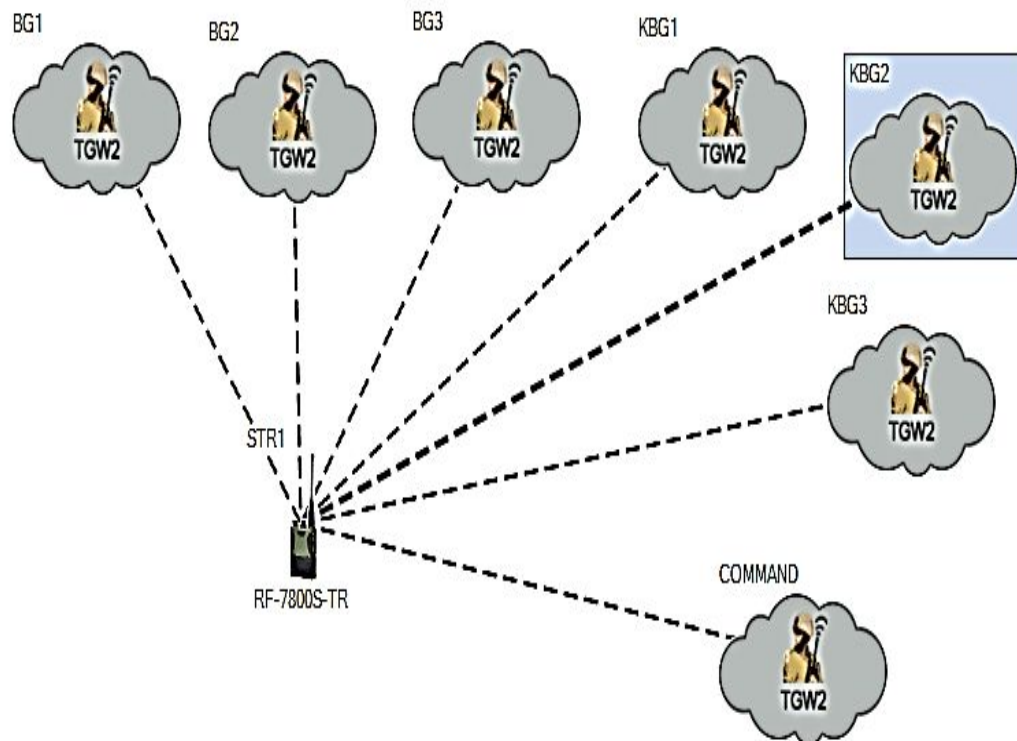 BG1
TGW2
BG2
TGW2
BG3
TGW2
KBG1
TGW2
KBG2
TGW2
KBG3
TGW2
STR1
RF-7800S-TR
COMMAND
TGW2